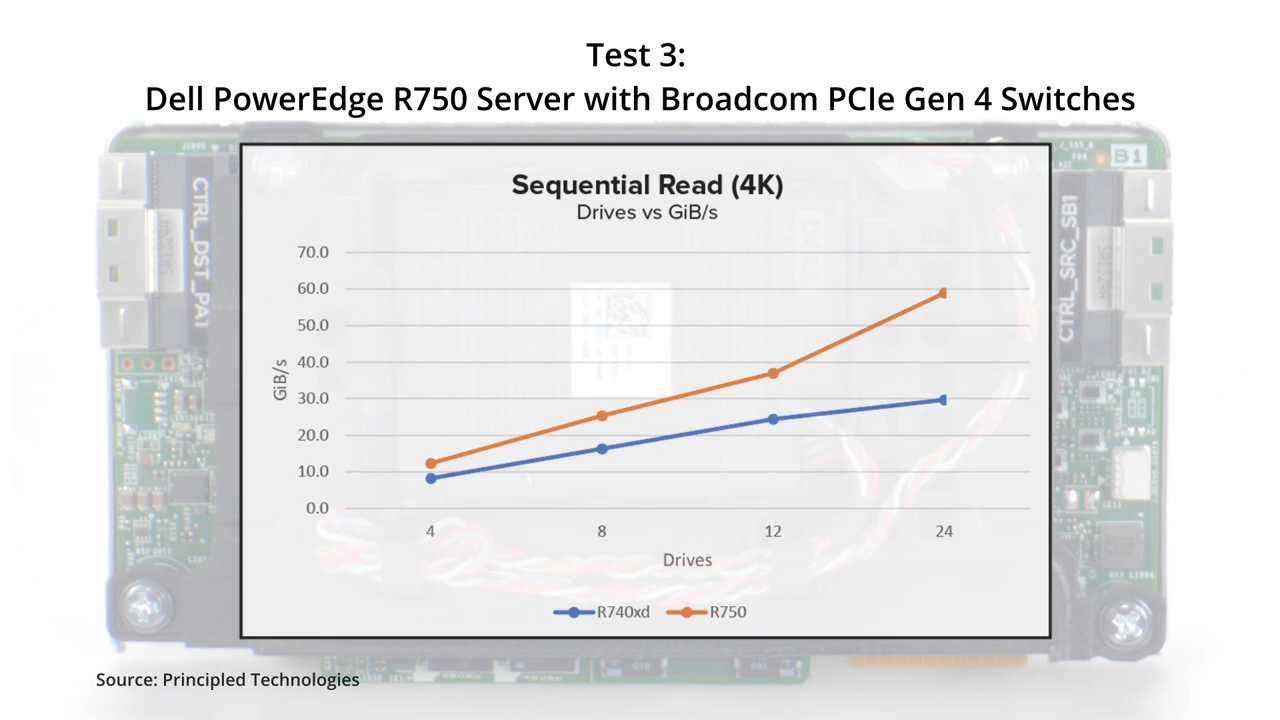 Test 3:
Dell PowerEdge R750 Server with Broadcom PCIe Gen 4 Switches
B1
CTRL_DST_PA1
CTRL_SRC_SB1
Sequential Read (4K)
Drives vs GiB/s
70.0
60.0
50.0
40.0
30.0
20.0
10.0
0.0
GiB/s
4 8 12 24
Drives
R740xd R750
Source: Principled Technologies